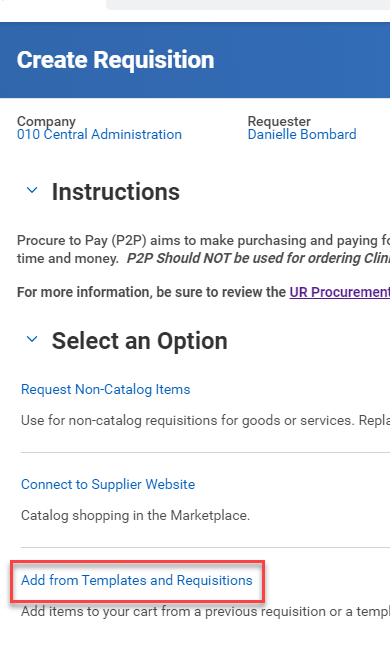 Create Requisition
Company
Requester
010 Central Administration
Danielle Bombard
Instructions
Procure to Pay (P2P) aims to make purchasing and paying
time and money. P2P Should NOT be used for ordering
For more information, be sure to review the UR Procurement
Select an Option
Request Non-Catalog Items
Use for non-catalog requisitions for goods or services.
Connect to Supplier Website
Catalog shopping in the Marketplace.
Add from Templates and Requisitions
Add items to your cart from a previous requisition or a